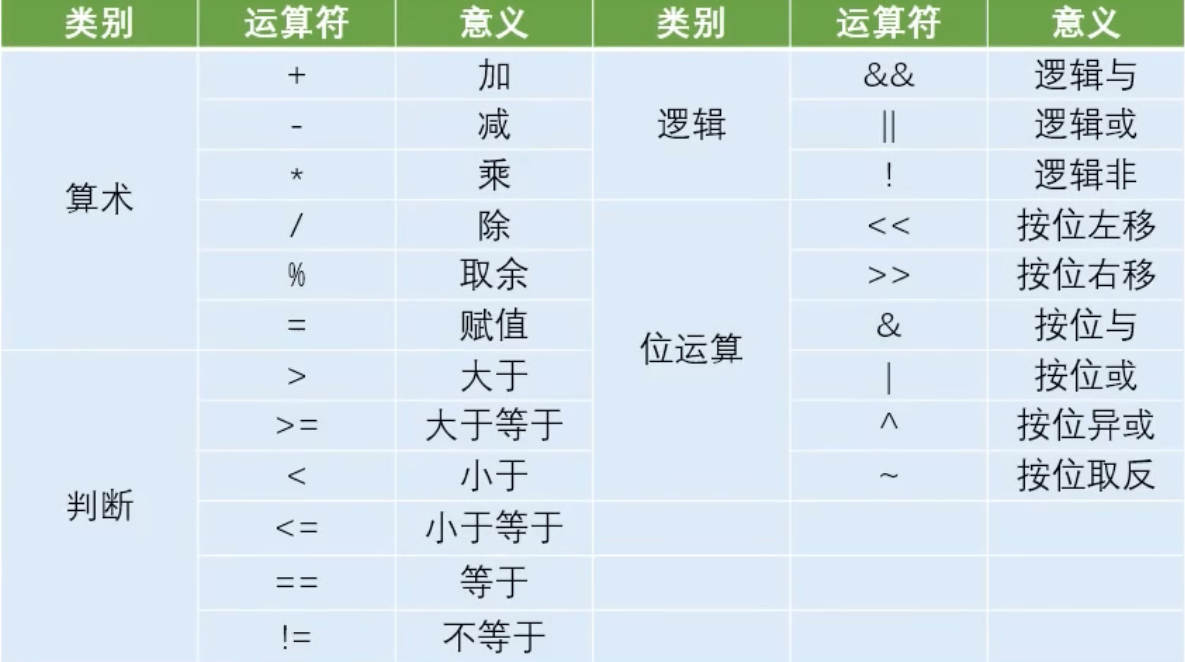 类别 运算符 意义 类别 运算符 意义
+ 加 && 逻辑与
- 减 逻辑 || 逻辑或
* 乘 ! 逻辑非
算术 / 除 << 按位左移
% 取余 >> 按位右移
= 赋值 & 按位与
> 大于 位运算 | 按位或
>= 大于等于 ^ 按位异或
< 小于 ~ 按位取反
判断 <= 小于等于
== 等于
!= 不等于